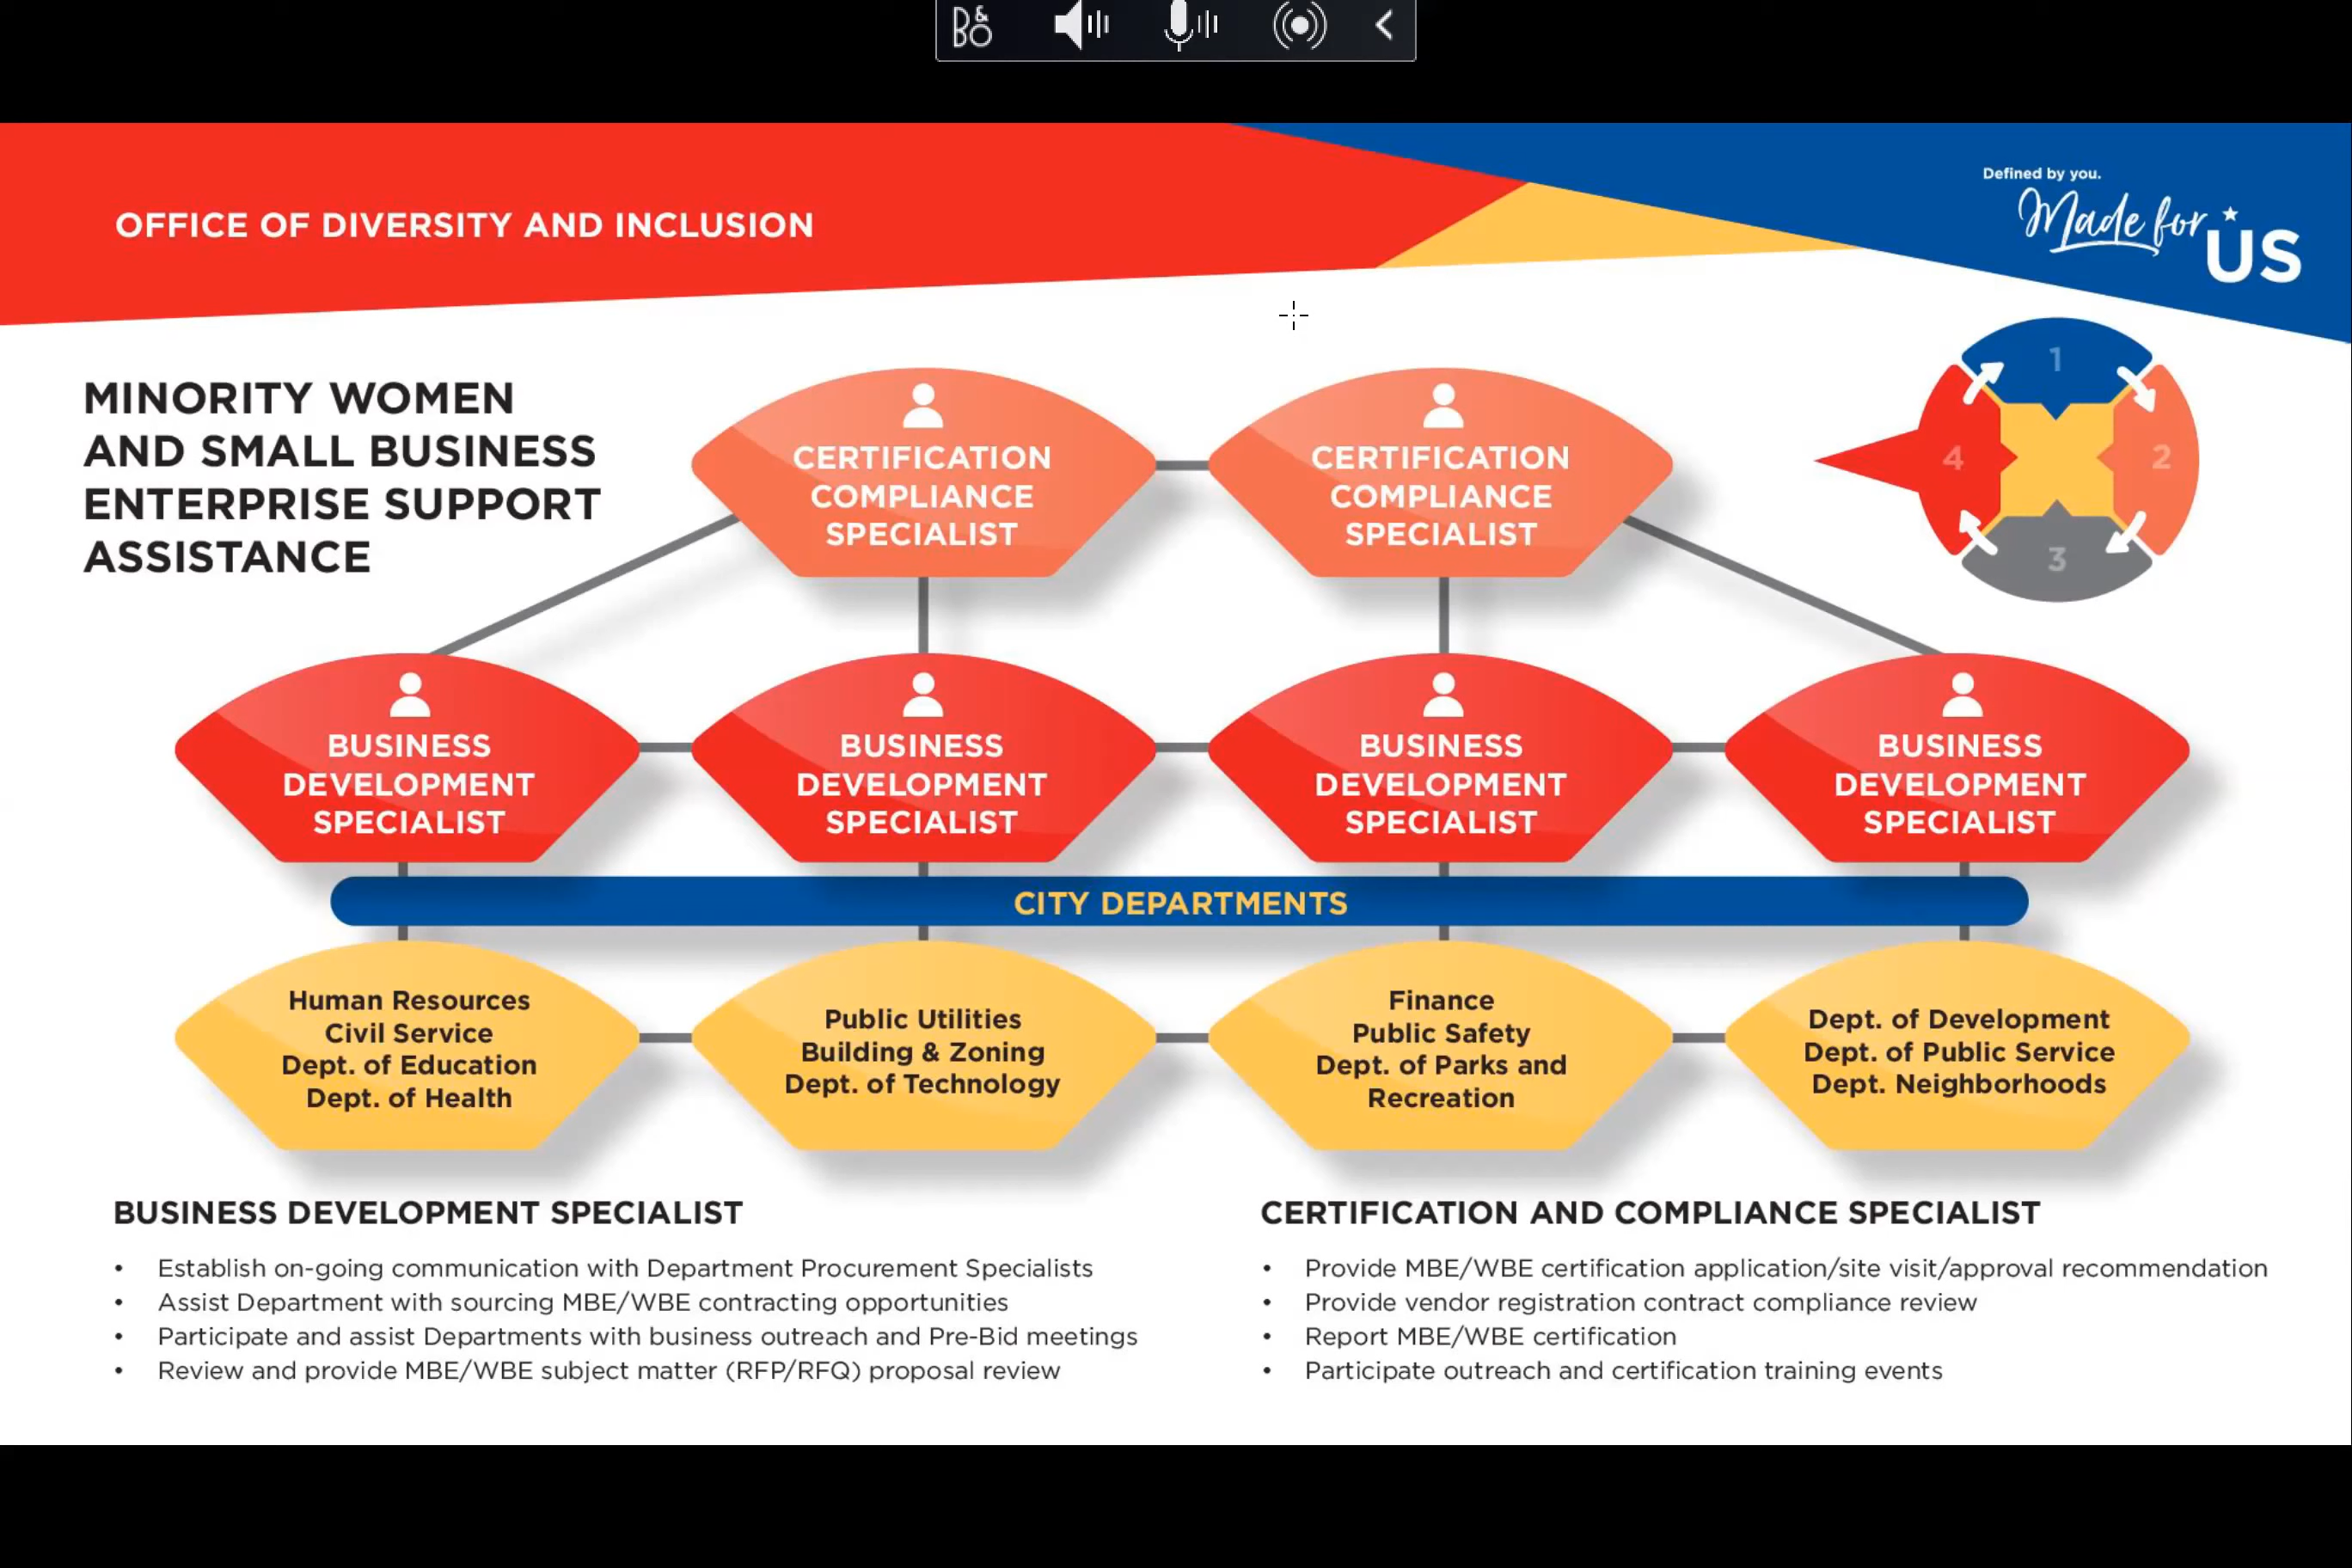 B&O
OFFICE OF DIVERSITY AND INCLUSION
Defined by you.
Made for
US
MINORITY WOMEN
AND SMALL BUSINESS
ENTERPRISE SUPPORT
ASSISTANCE
CERTIFICATION
COMPLIANCE
SPECIALIST
CERTIFICATION
COMPLIANCE
SPECIALIST
1
2
3
4
BUSINESS
DEVELOPMENT
SPECIALIST
BUSINESS
DEVELOPMENT
SPECIALIST
BUSINESS
DEVELOPMENT
SPECIALIST
BUSINESS
DEVELOPMENT
SPECIALIST
CITY DEPARTMENTS
Human Resources
Civil Service
Dept. of Education
Dept. of Health
Public Utilities
Building & Zoning
Dept. of Technology
Finance
Public Safety
Dept. of Parks and
Recreation
Dept. of Development
Dept. of Public Service
Dept. Neighborhoods
BUSINESS DEVELOPMENT SPECIALIST
• Establish on-going communication with Department Procurement Specialists
• Assist Department with sourcing MBE/WBE contracting opportunities
• Participate and assist Departments with business outreach and Pre-Bid meetings
• Review and provide MBE/WBE subject matter (RFP/RFQ) proposal review
CERTIFICATION AND COMPLIANCE SPECIALIST
• Provide MBE/WBE certification application/site visit/approval recommendation
• Provide vendor registration contract compliance review
• Report MBE/WBE certification
• Participate outreach and certification training events